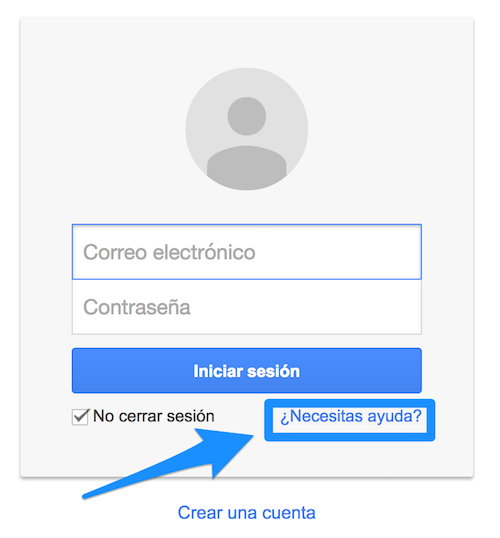 Correo electrónico
Contraseña
Iniciar sesión
No cerrar sesión ¿Necesitas ayuda?
Crear una cuenta